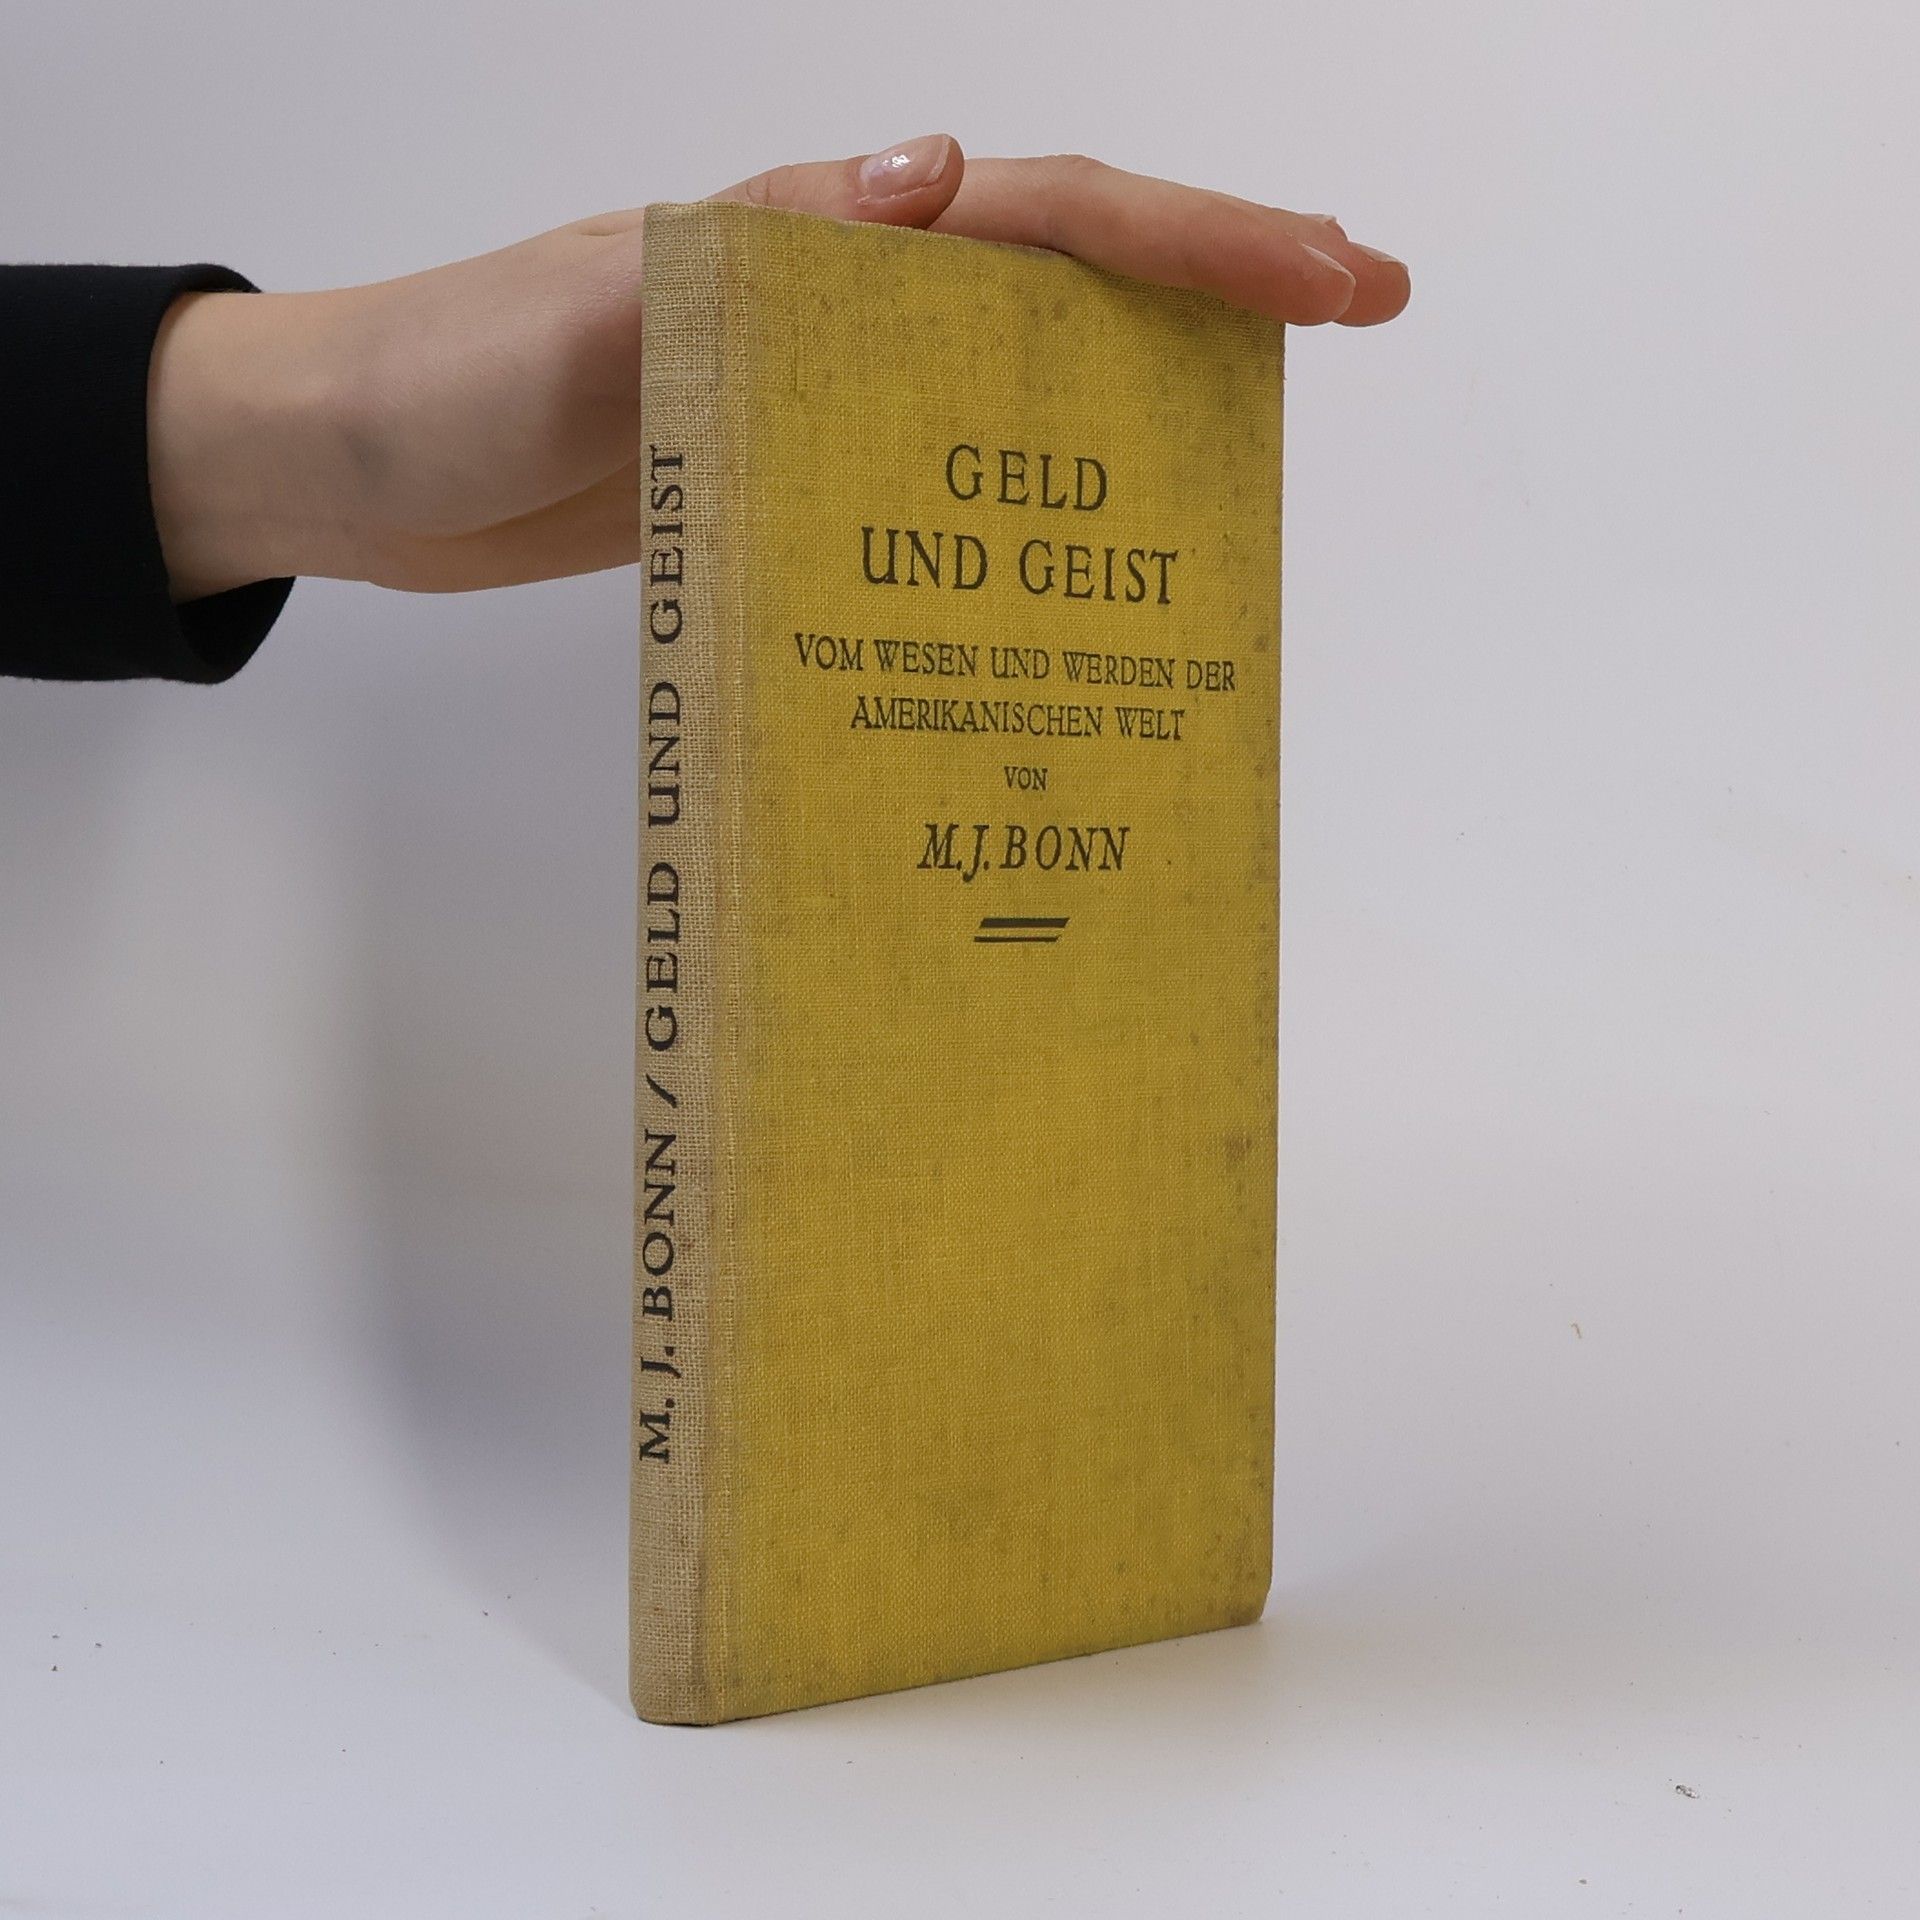 GELD
UND GEIST
VOM WESEN UND WERDEN DER
AMERIKANISCHEN WELT
VON
M.J. BONN
M. J. BONN / GELD UND GEIST